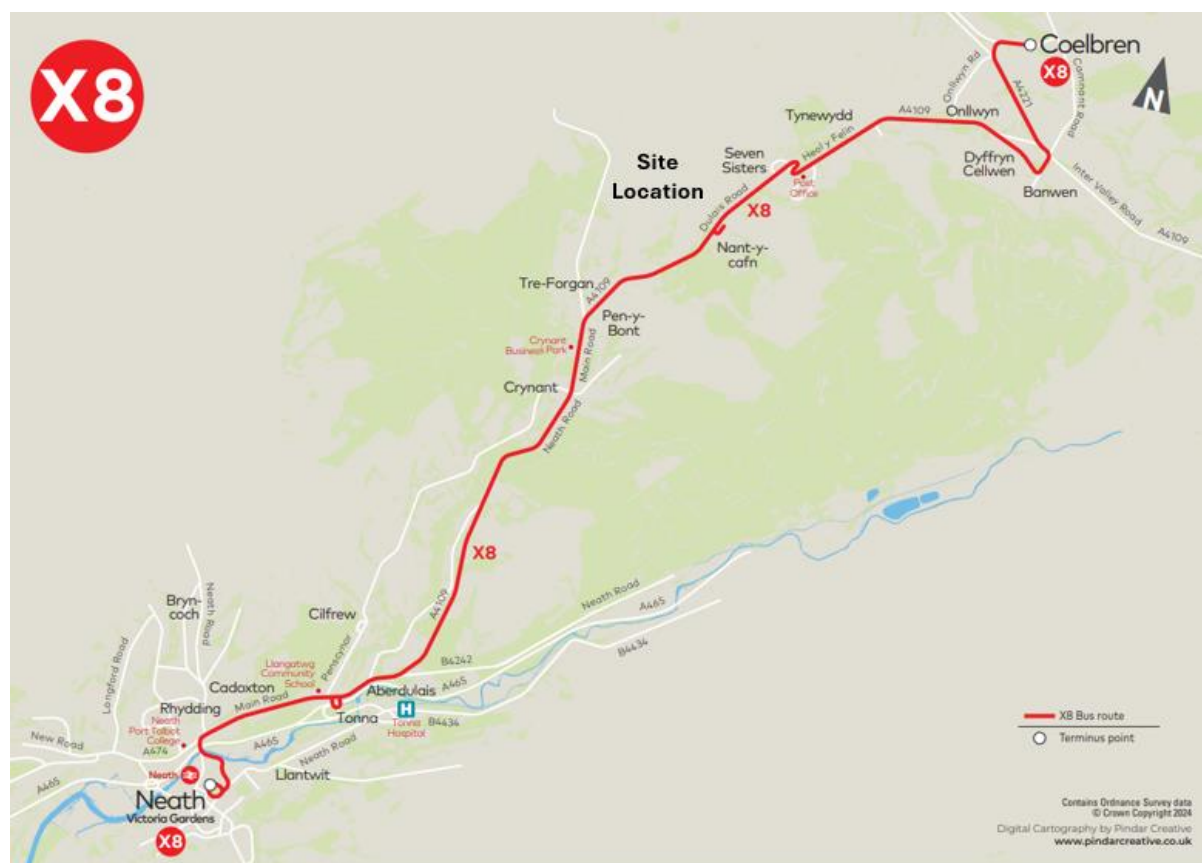 X8
Coelbren
X8
N
Onllwyn Rd
A4221
Camnant Road
A4109
Onllwyn
Tynewydd
Heol y Felin
Site
Location
Seven
Sisters
Post
Office
Dyffryn
Cellwen
Banwen
Inter Valley Road
A4109
Dulais Road
X8
Nant-y-
cafn
Tre-Forgan
A4109
Pen-y-
Bont
Crynant
Business Park
Main Road
Crynant
Neath Road
X8
A4109
Neath Road
A465
B4434
Bryn-
coch
Neath Road
Cilfrew
Penscynor
Longford Road
Llangatwg
Community
School
B4242
A465
Cadoxton
Main Road
Aberdulais
H
Tonna
Hospital
B4434
Tonna
Rhydding
Neath
Port Talbot
College
New Road
A474
A465
Neath Road
Llantwit
A465
Neath
Neath
Victoria Gardens
X8
X8 Bus route
Terminus point
Contains Ordnance Survey data
© Crown Copyright 2024
Digital Cartography by Pindar Creative
www.pindarcreative.co.uk